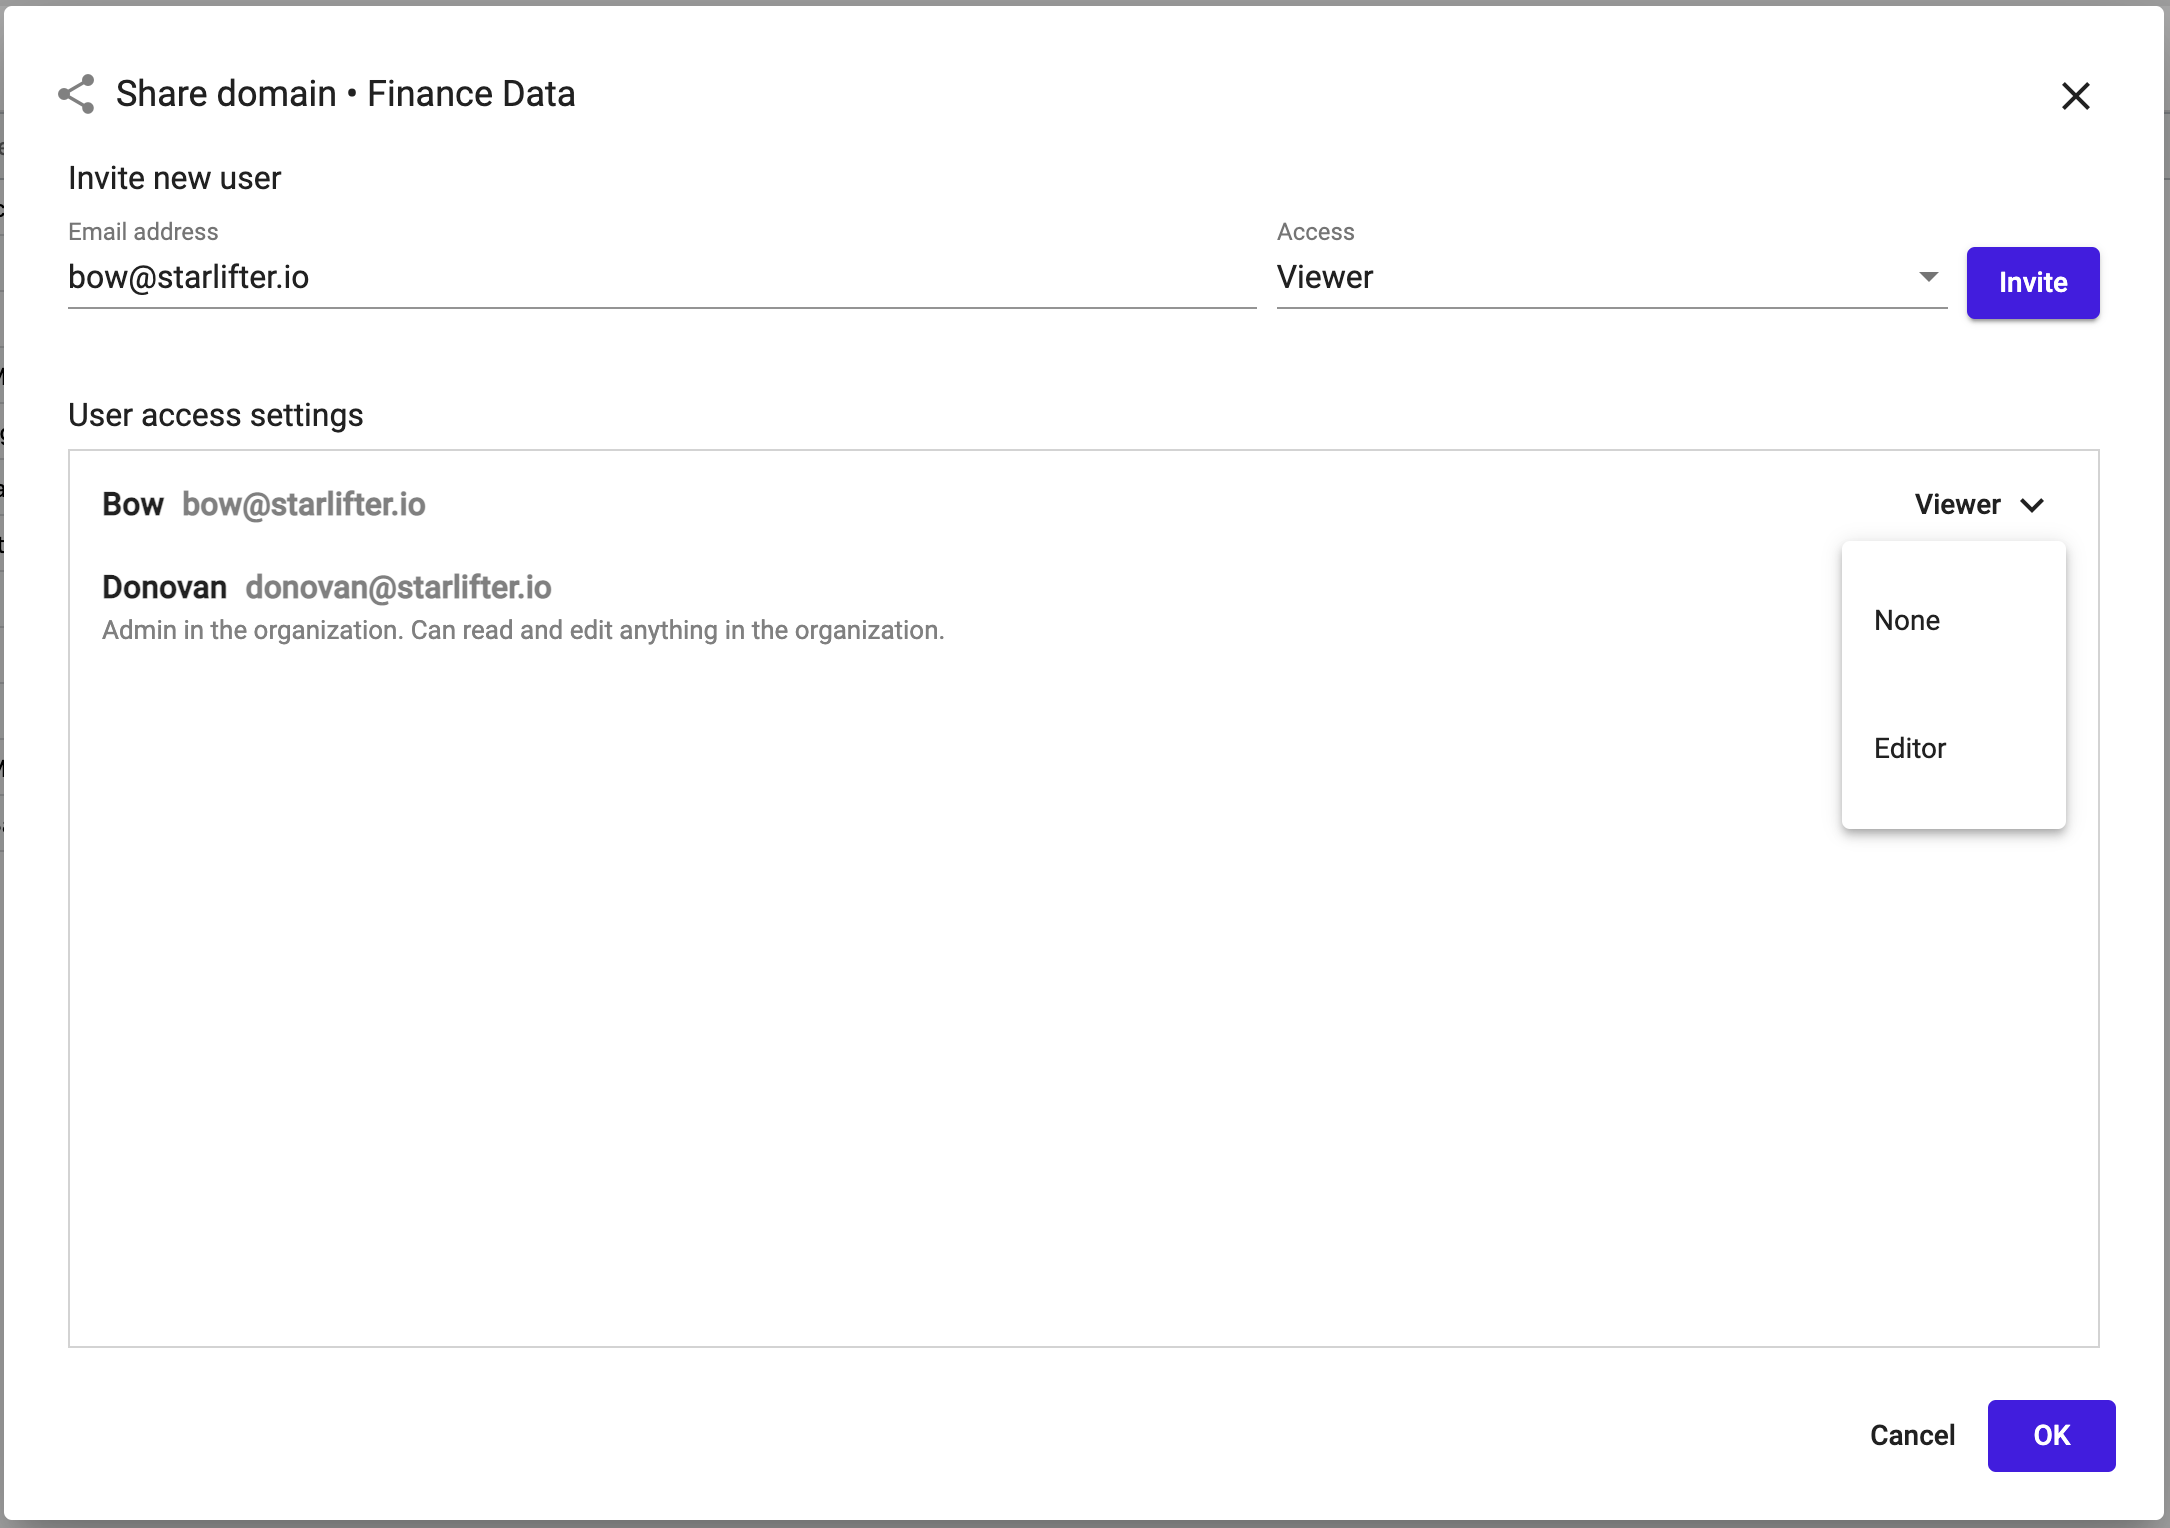 Share domain • Finance Data
Invite new user
Email address
bow@starlifter.io
Access
Viewer
Invite
User access settings
Bow bow@starlifter.io
Viewer
Donovan donovan@starlifter.io
Admin in the organization. Can read and edit anything in the organization.
None
Editor
Cancel
OK